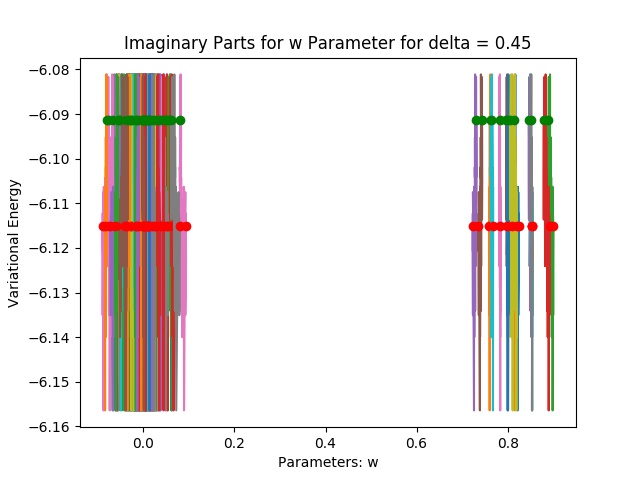 Imaginary Parts for w Parameter for delta = 0.45
−6.08
−6.09
−6.10
−6.11
−6.12
−6.13
−6.14
−6.15
−6.16
Variational Energy
0.0 0.2 0.4 0.6 0.8
Parameters: w